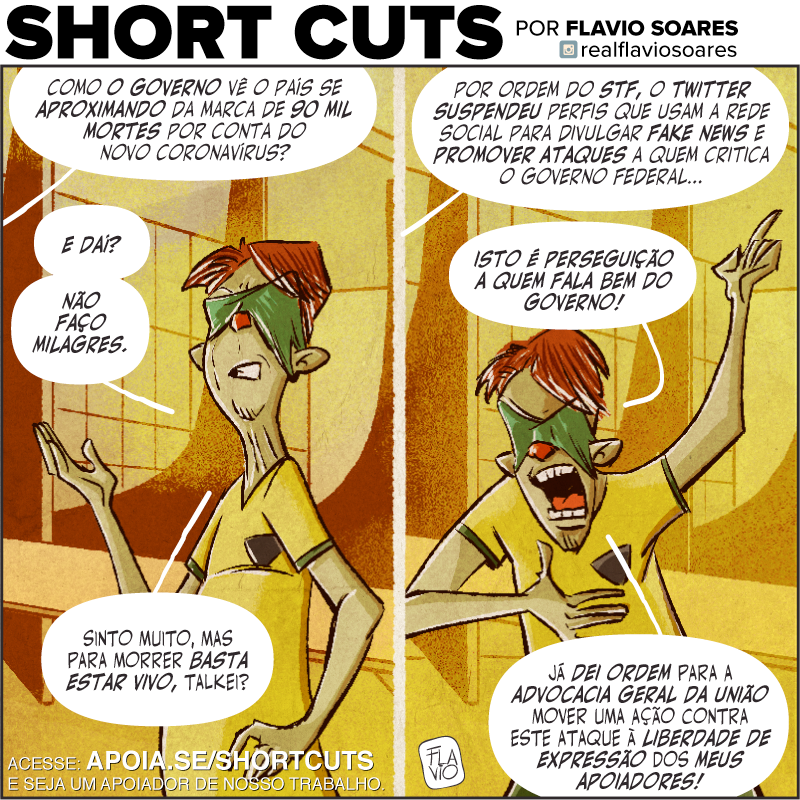 SHORT CUTS
POR FLAVIO SOARES
realflaviosoares
COMO O GOVERNO VÊ O PAÍS SE
APROXIMANDO DA MARCA DE 90 MIL
MORTES POR CONTA DO
NOVO CORONAVÍRUS?
E DAÍ?
NÃO
FAÇO
MILAGRES.
SINTO MUITO, MAS
PARA MORRER BASTA
ESTAR VIVO, TALKEI?
POR ORDEM DO STF, O TWITTER
SUSPENDEU PERFIS QUE USAM A REDE
SOCIAL PARA DIVULGAR FAKE NEWS E
PROMOVER ATAQUES A QUEM CRITICA
O GOVERNO FEDERAL...
ISTO É PERSEGUIÇÃO
A QUEM FALA BEM DO
GOVERNO!
JÁ DEI ORDEM PARA A
ADVOCACIA GERAL DA UNIÃO
MOVER UMA AÇÃO CONTRA
ESTE ATAQUE À LIBERDADE DE
EXPRESSÃO DOS MEUS
APOIADORES!
FLA
VIO
ACESSE: APOIA.SE/SHORTCUTS
E SEJA UM APOIADOR DE NOSSO TRABALHO.